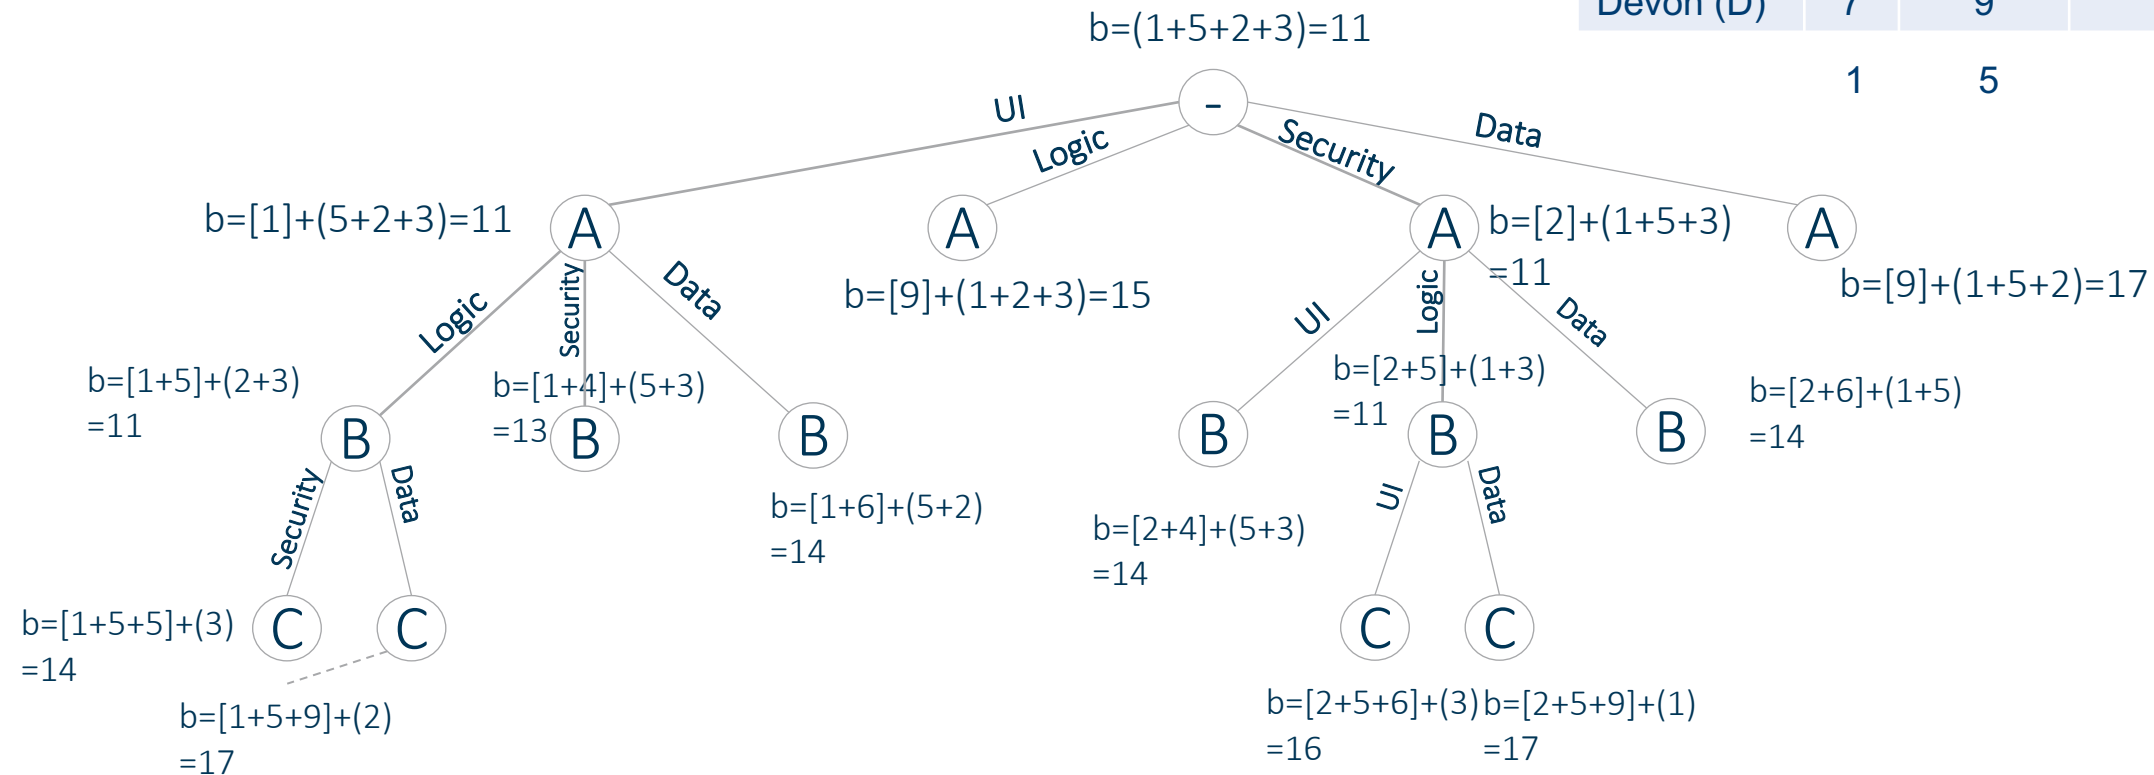 Devon (D) 7 9
b=(1+5+2+3)=11
1 5
-
UI
Logic
Security
Data
b=[1]+(5+2+3)=11
A
A
A
b=[2]+(1+5+3)
=11
A
b=[9]+(1+2+3)=15
b=[9]+(1+5+2)=17
Logic
Security
Data
UI
Logic
Data
b=[1+5]+(2+3)
=11
b=[1+4]+(5+3)
=13
b=[2+5]+(1+3)
=11
b=[2+6]+(1+5)
=14
B
B
B
B
B
B
b=[1+6]+(5+2)
=14
b=[2+4]+(5+3)
=14
Security
Data
UI
Data
b=[1+5+5]+(3)
=14
C
C
C
C
b=[1+5+9]+(2)
=17
b=[2+5+6]+(3)
=16
b=[2+5+9]+(1)
=17